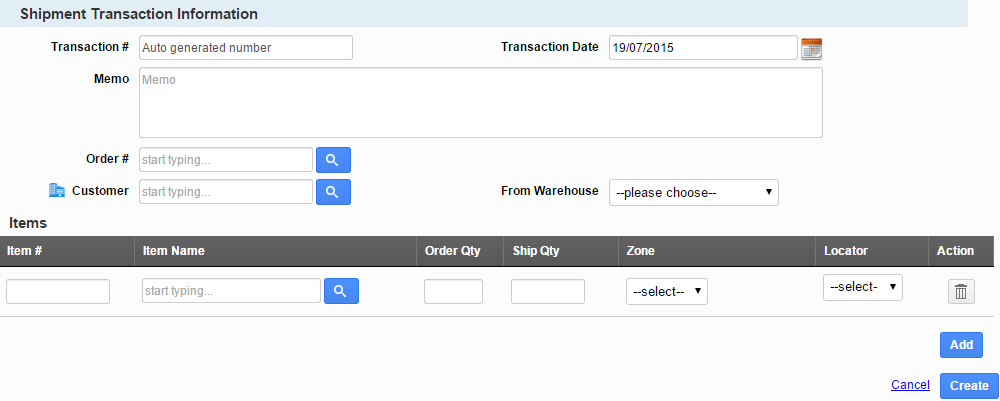 Shipment Transaction Information
Transaction # Auto generated number Transaction Date 19/07/2015
Memo Memo
Order # start typing...
Customer start typing... From Warehouse --please choose--
Items
Item # Item Name Order Qty Ship Qty Zone Locator Action
start typing... --select-- --select-
Add
Cancel Create